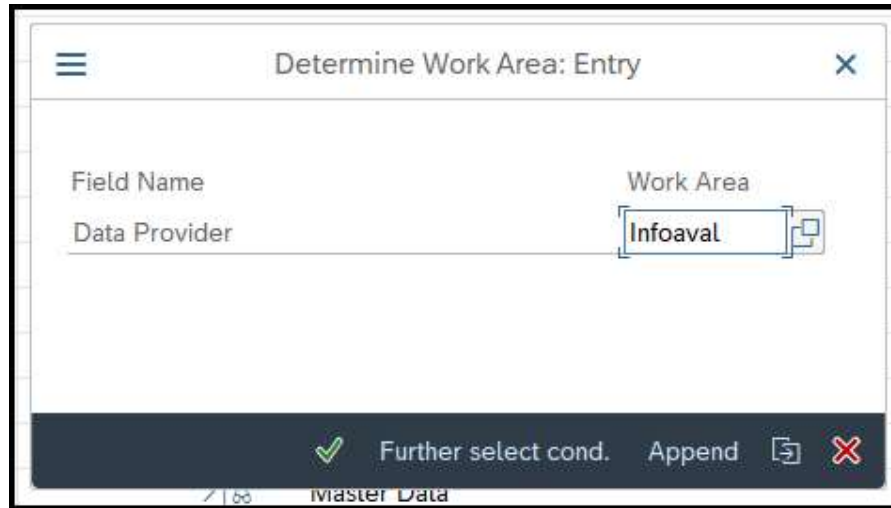 Determine Work Area: Entry
Field Name Work Area
Data Provider Infoaval
Further select cond. Append
Master Data